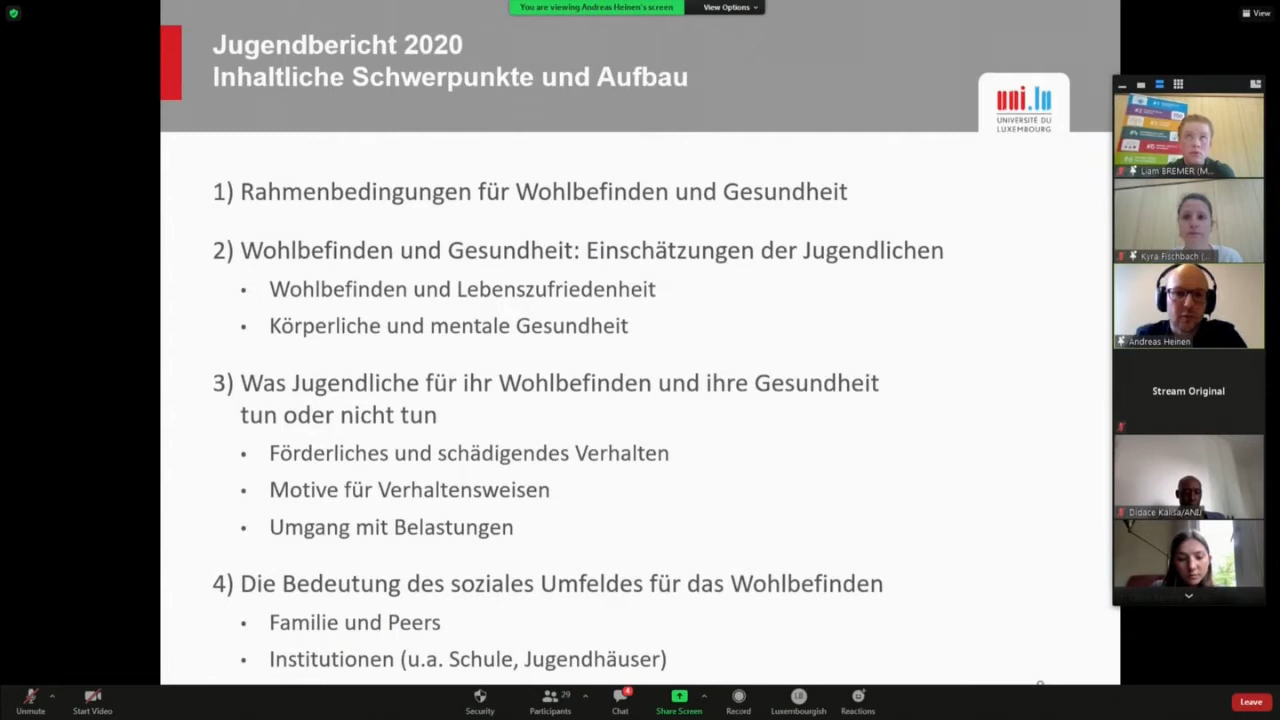 You are viewing Andreas Heinen's screen
View Options
View
Jugendbericht 2020
Inhaltliche Schwerpunkte und Aufbau
uni.lu
UNIVERSITÉ DU
LUXEMBOURG
1) Rahmenbedingungen für Wohlbefinden und Gesundheit
2) Wohlbefinden und Gesundheit: Einschätzungen der Jugendlichen
• Wohlbefinden und Lebenszufriedenheit
• Körperliche und mentale Gesundheit
3) Was Jugendliche für ihr Wohlbefinden und ihre Gesundheit
tun oder nicht tun
• Förderliches und schädigendes Verhalten
• Motive für Verhaltensweisen
• Umgang mit Belastungen
4) Die Bedeutung des soziales Umfeldes für das Wohlbefinden
• Familie und Peers
• Institutionen (u.a. Schule, Jugendhäuser)
Liam BREMER (M...
Kyra Fischbach (...
Andreas Heinen
Stream Original
Didace Kalisa/ANIJ
Unmute
Start Video
Security
Participants
29
Chat
4
Share Screen
Record
LB
Luxembourgish
Reactions
Leave